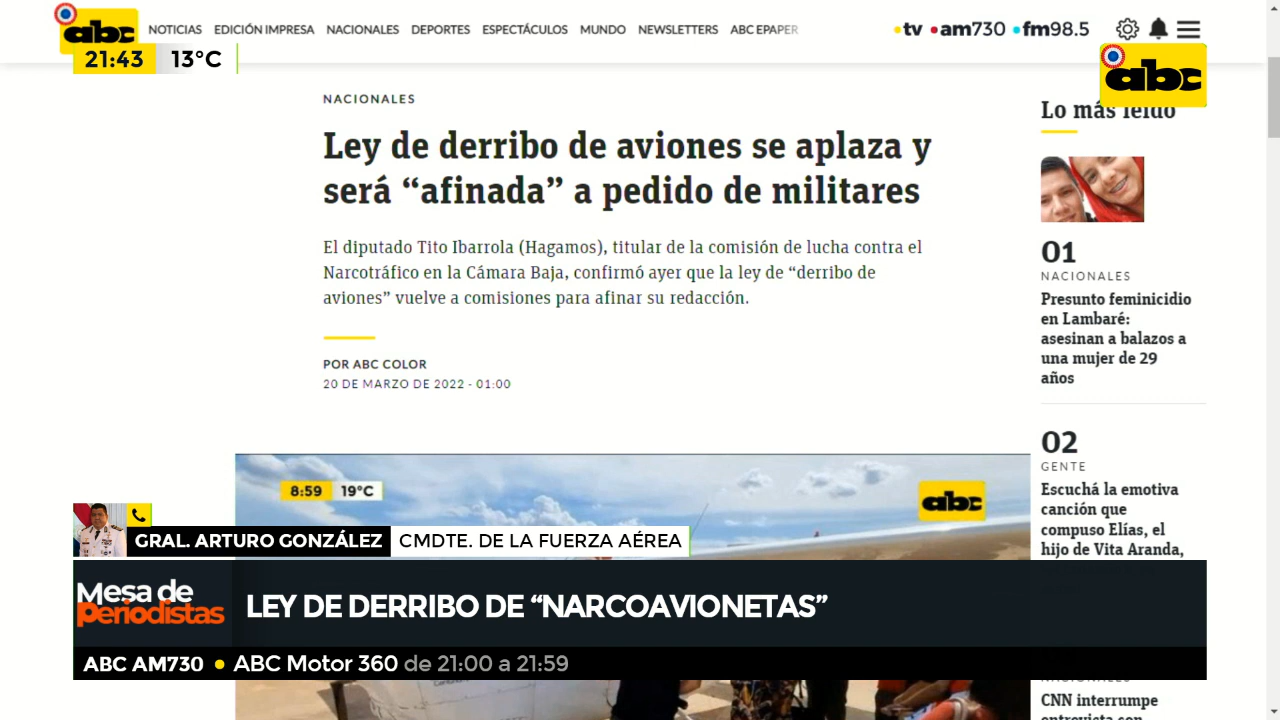 abc
NOTICIAS EDICIÓN IMPRESA NACIONALES DEPORTES ESPECTÁCULOS MUNDO NEWSLETTERS ABC EPAPER
tv am730 fm98.5
21:43 13°C
abc
NACIONALES
Ley de derribo de aviones se aplaza y
será “afinada” a pedido de militares
El diputado Tito Ibarrola (Hagamos), titular de la comisión de lucha contra el
Narcotráfico en la Cámara Baja, confirmó ayer que la ley de “derribo de
aviones” vuelve a comisiones para afinar su redacción.
POR ABC COLOR
20 DE MARZO DE 2022 - 01:00
Lo más leído
01
NACIONALES
Presunto feminicidio
en Lambaré:
asesinan a balazos a
una mujer de 29
años
02
GENTE
Escuchá la emotiva
canción que
compuso Elías, el
hijo de Vita Aranda,
NACIONALES
CNN interrumpe
entrevista con
8:59 19°C
abc
GRAL. ARTURO GONZÁLEZ CMDTE. DE LA FUERZA AÉREA
Mesa de
Periodistas
LEY DE DERRIBO DE “NARCOAVIONETAS”
ABC AM730 ABC Motor 360 de 21:00 a 21:59